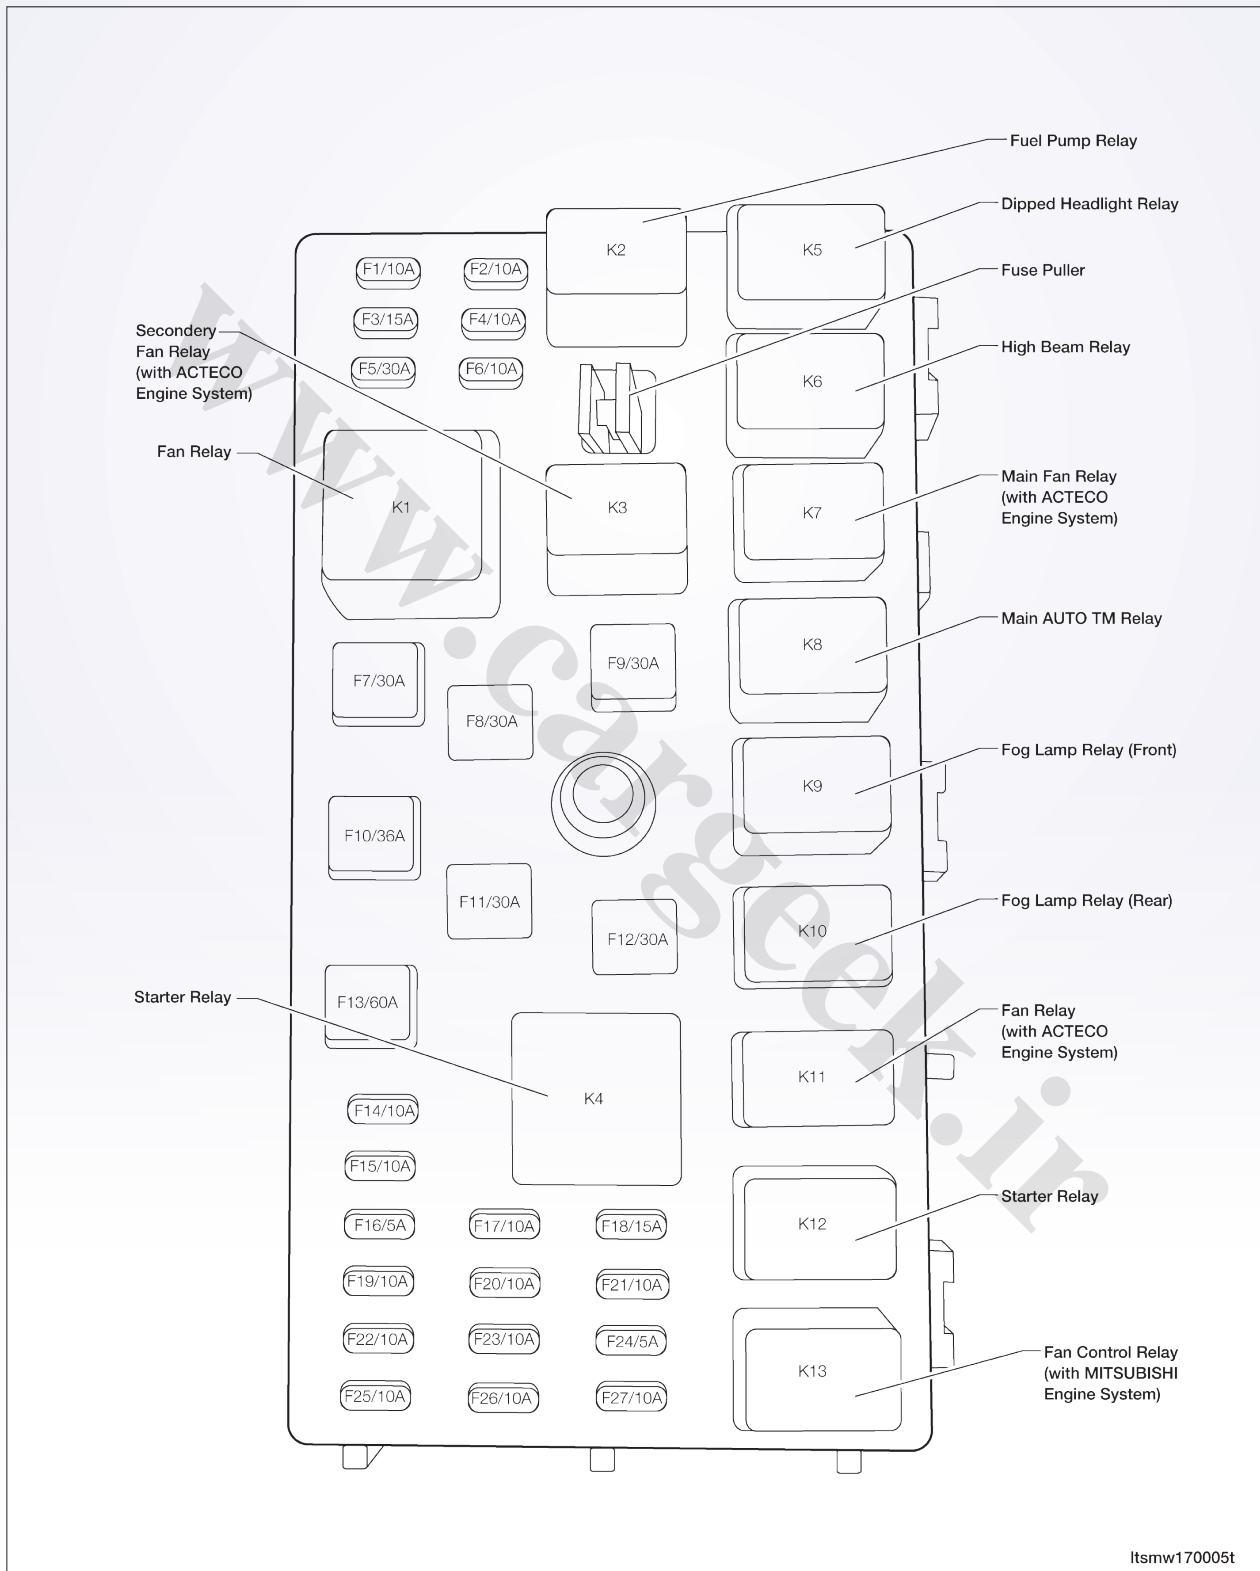 Fuel Pump Relay
Dipped Headlight Relay
K2
K5
F1/10A
F2/10A
Fuse Puller
F3/15A
F4/10A
Secondery
Fan Relay
(with ACTECO
Engine System)
High Beam Relay
F5/30A
F6/10A
K6
Fan Relay
Main Fan Relay
(with ACTECO
Engine System)
K1
K3
K7
Main AUTO TM Relay
K8
F7/30A
F9/30A
F8/30A
Fog Lamp Relay (Front)
K9
F10/36A
F11/30A
Fog Lamp Relay (Rear)
F12/30A
K10
Starter Relay
F13/60A
Fan Relay
(with ACTECO
Engine System)
K4
K11
F14/10A
F15/10A
Starter Relay
F16/5A
F17/10A
F18/15A
K12
F19/10A
F20/10A
F21/10A
F22/10A
F23/10A
F24/5A
Fan Control Relay
(with MITSUBISHI
Engine System)
K13
F25/10A
F26/10A
F27/10A
www.cargeek.ir
ltsmw170005t